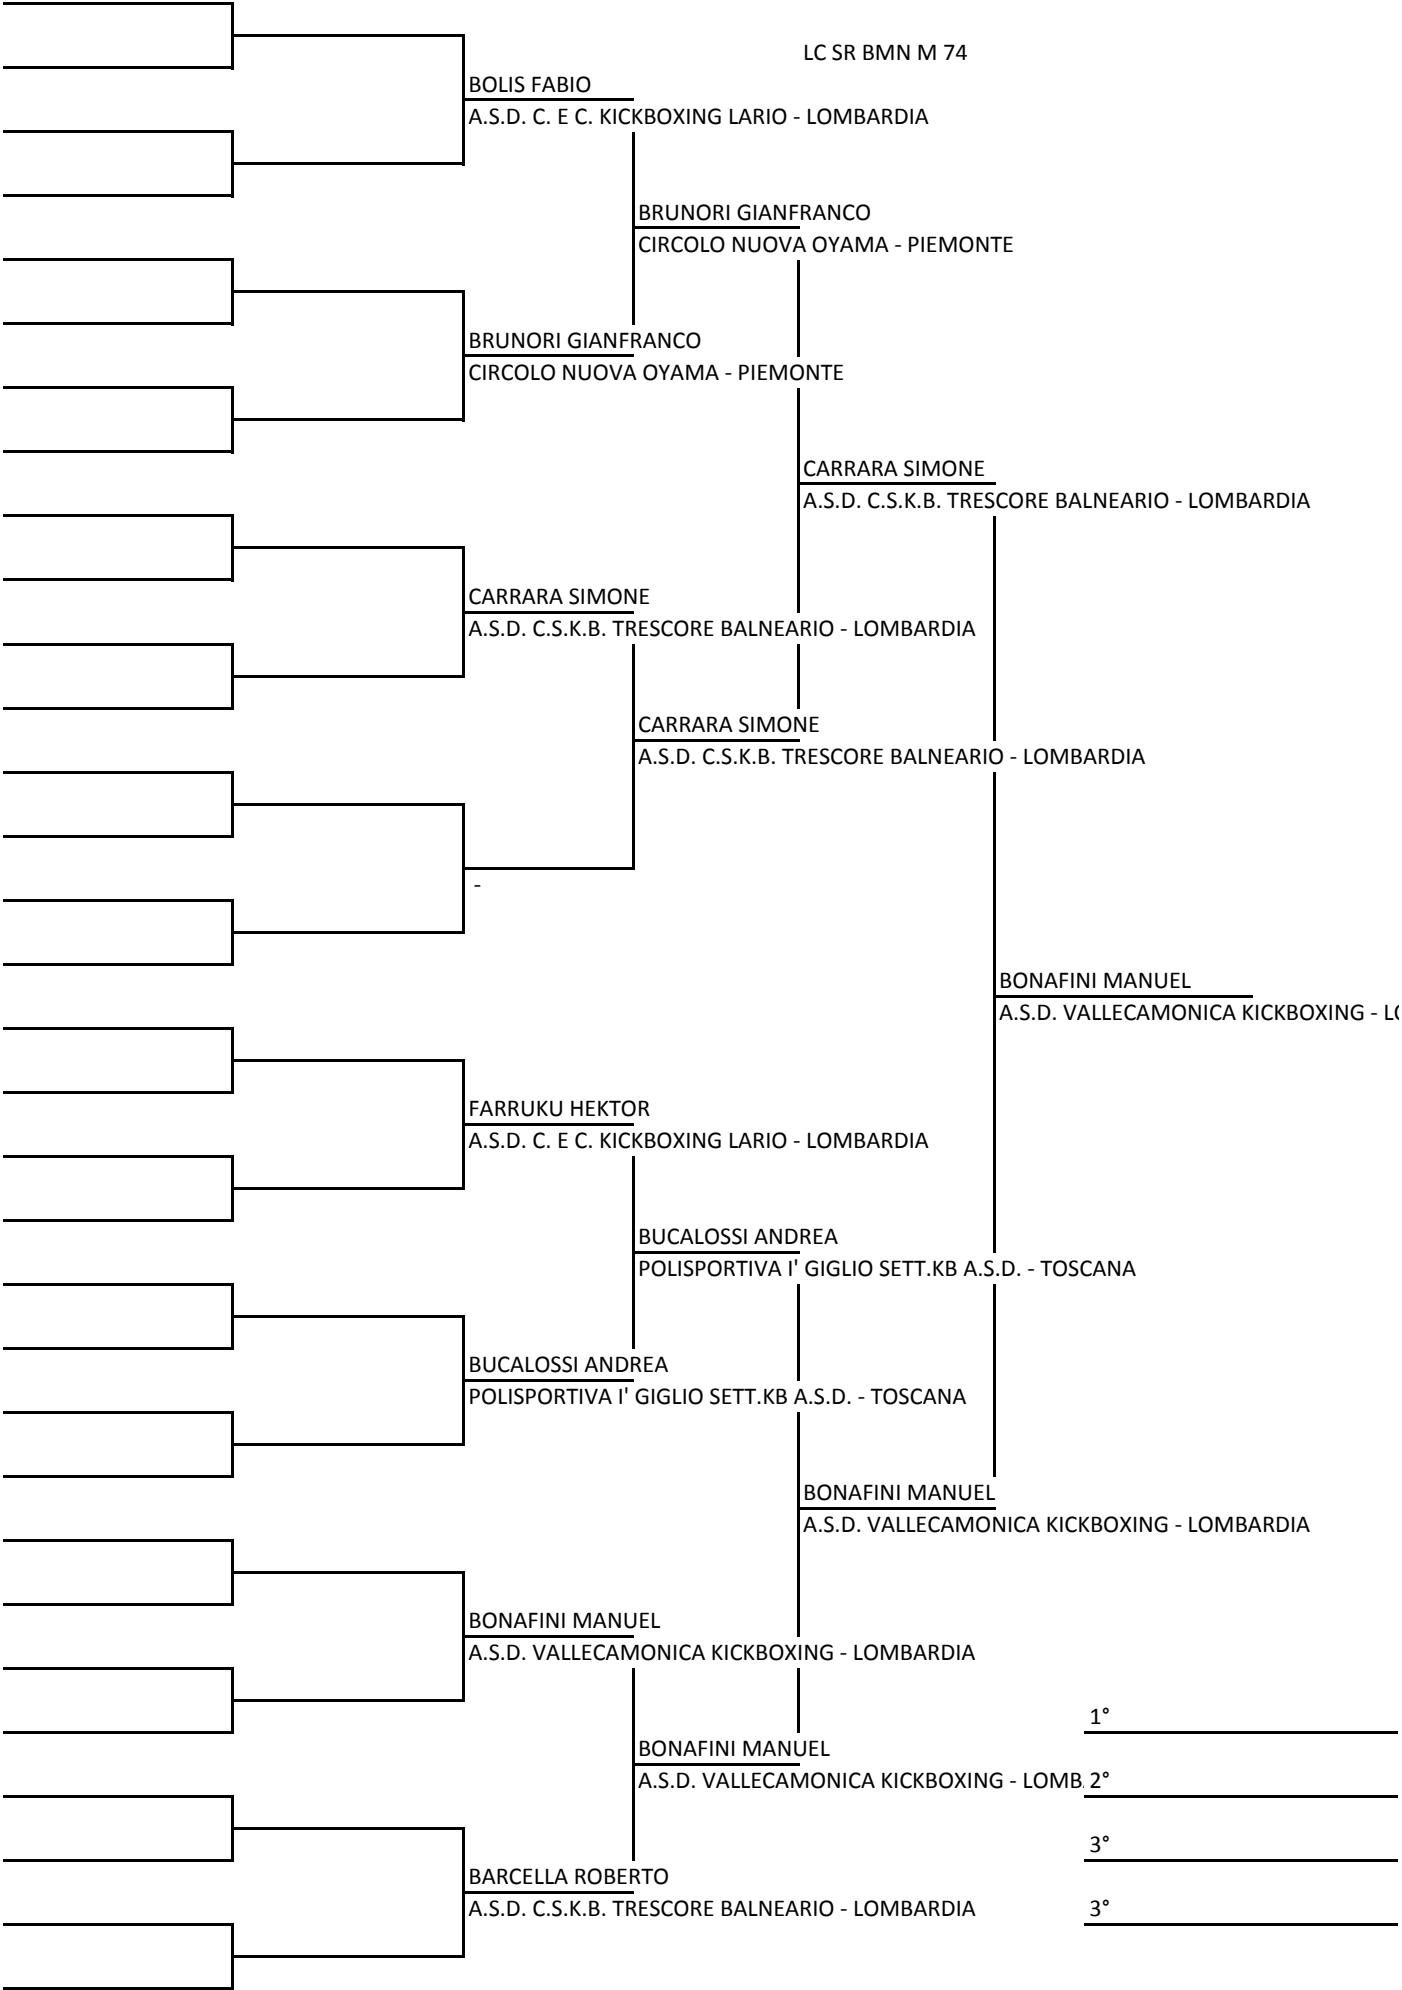 LC SR BMN M 74
BOLIS FABIO
A.S.D. C. E C. KICKBOXING LARIO - LOMBARDIA
BRUNORI GIANFRANCO
CIRCOLO NUOVA OYAMA - PIEMONTE
BRUNORI GIANFRANCO
CIRCOLO NUOVA OYAMA - PIEMONTE
CARRARA SIMONE
A.S.D. C.S.K.B. TRESCORE BALNEARIO - LOMBARDIA
CARRARA SIMONE
A.S.D. C.S.K.B. TRESCORE BALNEARIO - LOMBARDIA
CARRARA SIMONE
A.S.D. C.S.K.B. TRESCORE BALNEARIO - LOMBARDIA
-
BONAFINI MANUEL
A.S.D. VALLECAMONICA KICKBOXING - LO
FARRUKU HEKTOR
A.S.D. C. E C. KICKBOXING LARIO - LOMBARDIA
BUCALOSSI ANDREA
POLISPORTIVA I' GIGLIO SETT.KB A.S.D. - TOSCANA
BUCALOSSI ANDREA
POLISPORTIVA I' GIGLIO SETT.KB A.S.D. - TOSCANA
BONAFINI MANUEL
A.S.D. VALLECAMONICA KICKBOXING - LOMBARDIA
BONAFINI MANUEL
A.S.D. VALLECAMONICA KICKBOXING - LOMBARDIA
1°
BONAFINI MANUEL
A.S.D. VALLECAMONICA KICKBOXING - LOMB
2°
3°
BARCELLA ROBERTO
A.S.D. C.S.K.B. TRESCORE BALNEARIO - LOMBARDIA
3°